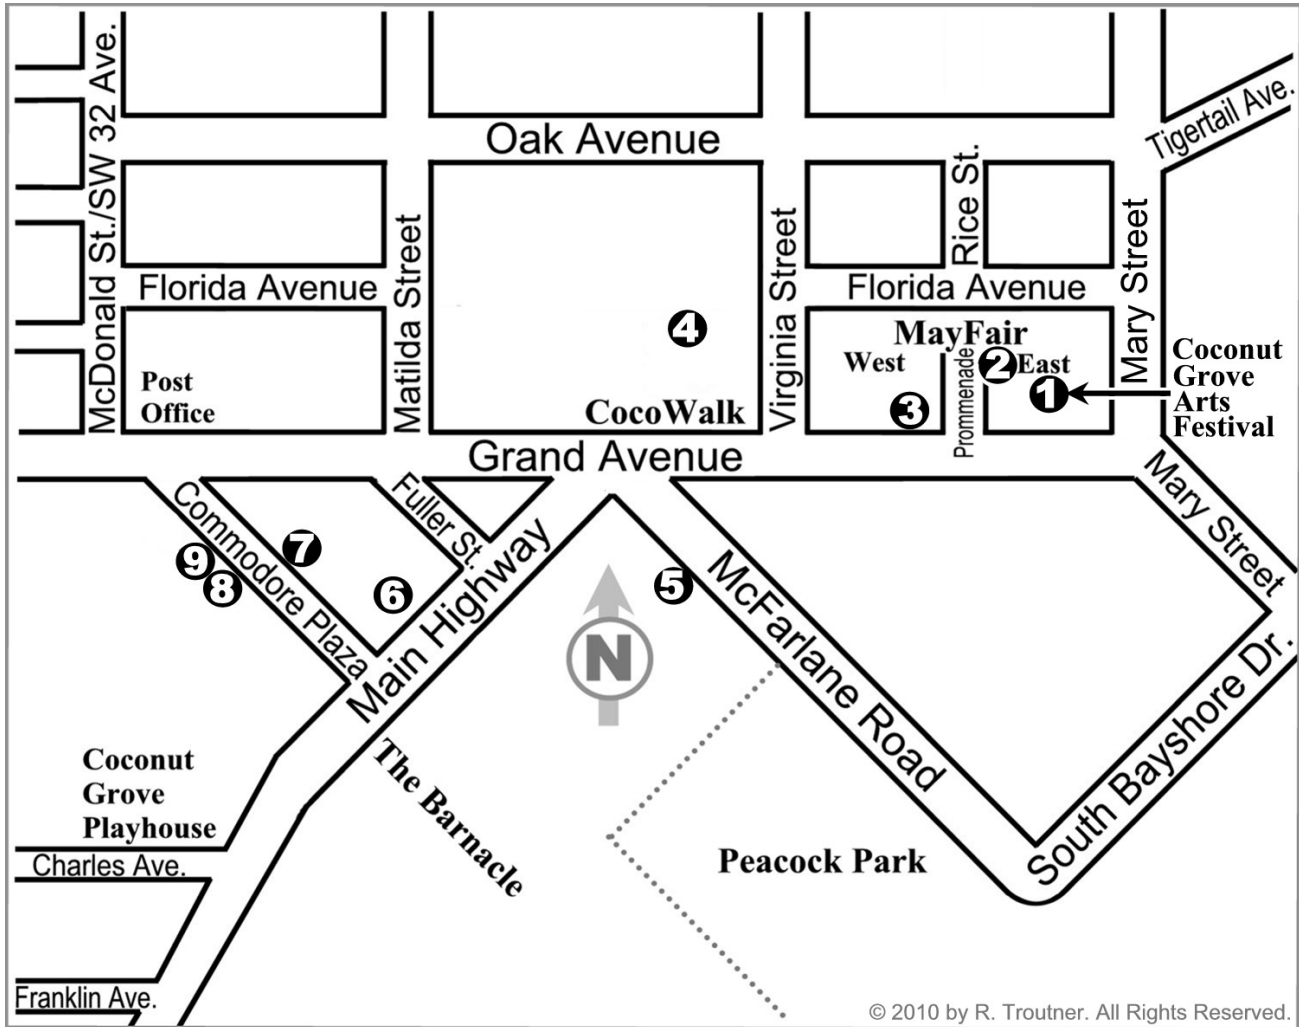 McDonald St./SW 32 Ave.
Oak Avenue
Tigertail Ave.
Florida Avenue
Matilda Street
Virginia Street
Rice St.
Florida Avenue
Mary Street
4
MayFair
West
2
East
Coconut
Grove
Arts
Festival
1
3
Prommenade
Post
Office
CocoWalk
Grand Avenue
Commodore Plaza
Fuller St.
Mary Street
7
9
8
6
Main Highway
5
McFarlane Road
N
South Bayshore Dr.
The Barnacle
Coconut
Grove
Playhouse
Charles Ave.
Peacock Park
Franklin Ave.
© 2010 by R. Troutner. All Rights Reserved.